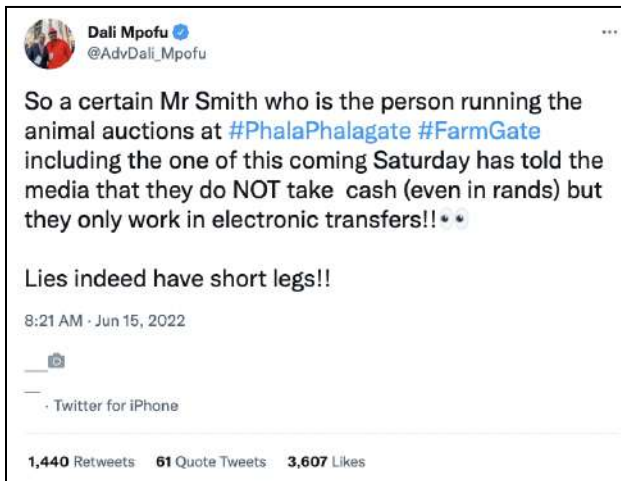 Dali Mpofu
@AdvDali_Mpofu
So a certain Mr Smith who is the person running the
animal auctions at #PhalaPhalagate #FarmGate
including the one of this coming Saturday has told the
media that they do NOT take  cash (even in rands) but
they only work in electronic transfers!!👀
Lies indeed have short legs!!
8:21 AM · Jun 15, 2022
· Twitter for iPhone
1,440 Retweets 61 Quote Tweets 3,607 Likes